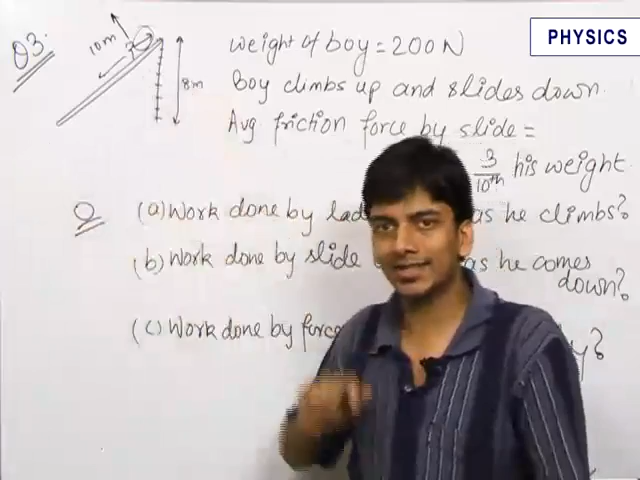 PHYSICS
Q3.
10m
8m
weight of boy = 200 N
Boy climbs up and slides down.
Avg friction force by slide =
3/10th his weight.
Q
(a) Work done by as he climbs?
(b) Work done by slide as he comes
down?
(c) Work done by